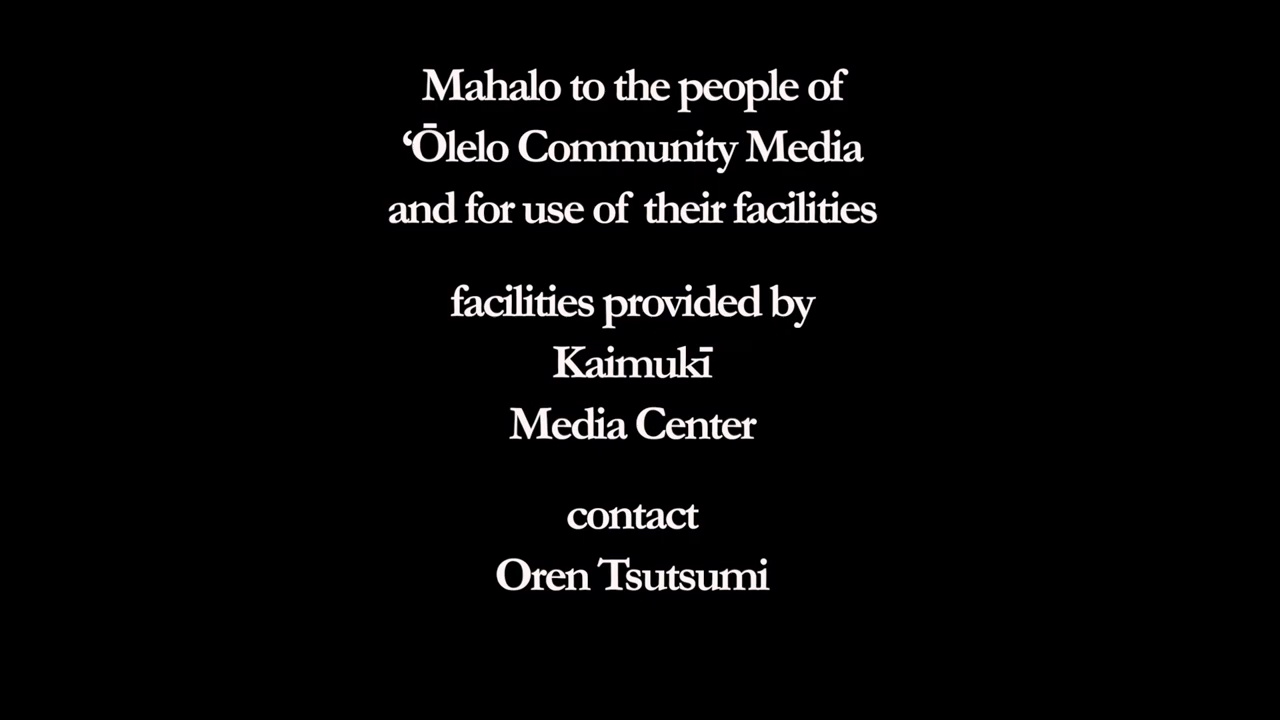 Mahalo to the people of
‘Ōlelo Community Media
and for use of their facilities
facilities provided by
Kaimukī
Media Center
contact
Oren Tsutsumi